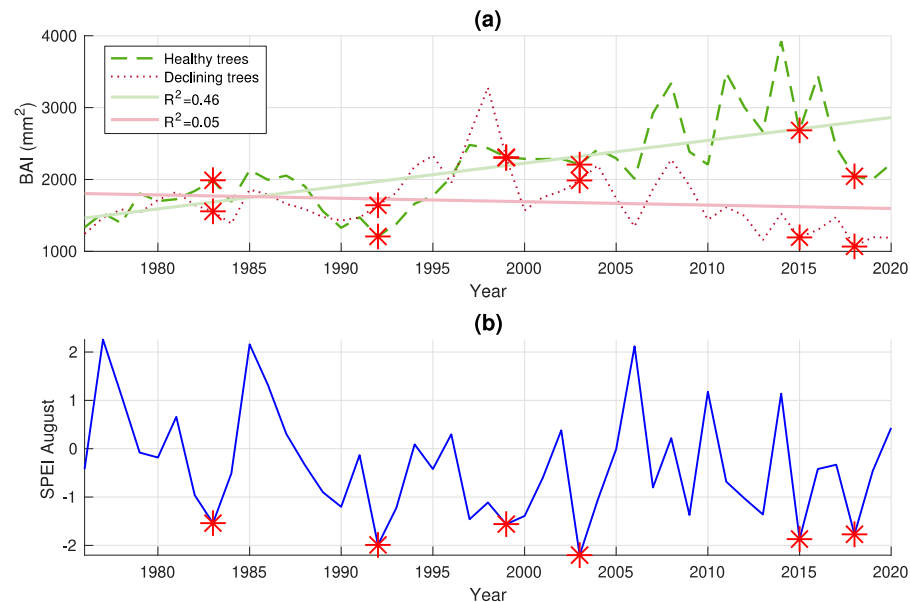 (a)
4000
3000
2000
1000
BAI (mm²)
Healthy trees
Declining trees
R²=0.46
R²=0.05
1980 1985 1990 1995 2000 2005 2010 2015 2020
Year
(b)
2
1
0
-1
-2
SPEI August
1980 1985 1990 1995 2000 2005 2010 2015 2020
Year